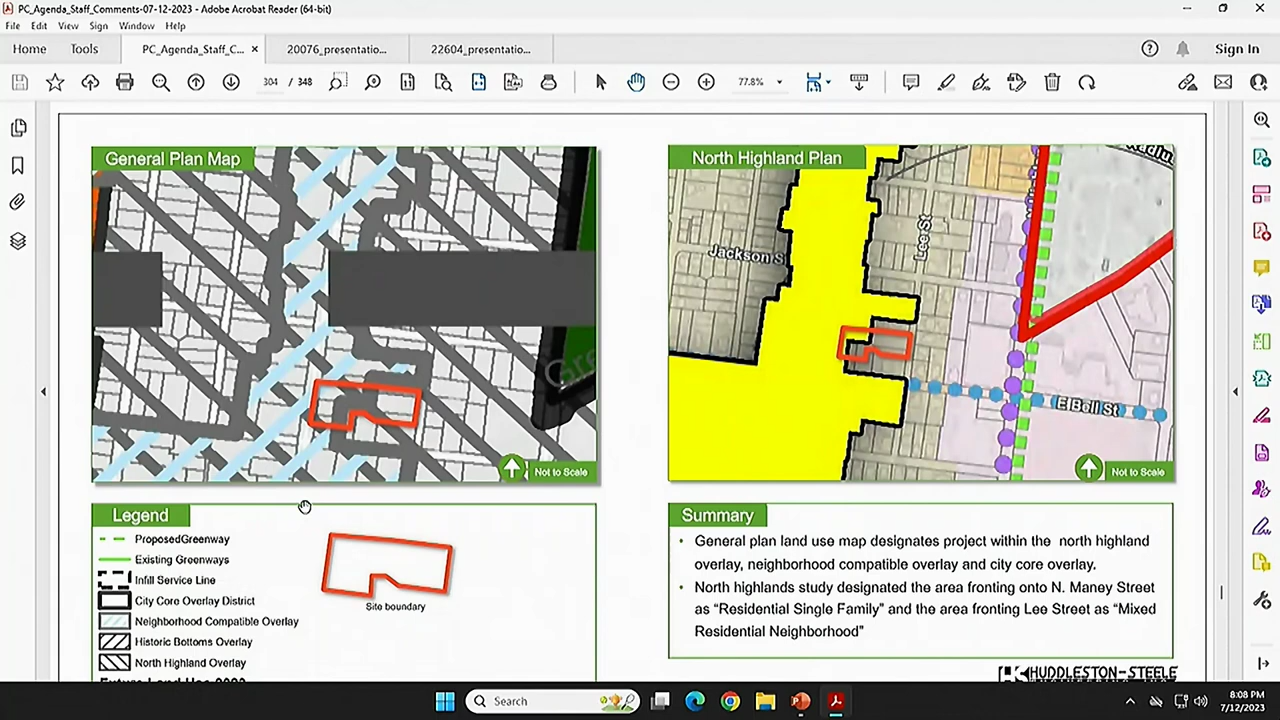 PC_Agenda_Staff_Comments-07-12-2023 - Adobe Acrobat Reader (64-bit)
File Edit View Sign Window Help
Home Tools PC_Agenda_Staff_C... × 20076_presentatio... 22604_presentatio... Sign In
304 / 348 77.8%
General Plan Map
North Highland Plan
Lee St
Jackson S
E Bell St
Not to Scale
Not to Scale
Legend
ProposedGreenway
Existing Greenways
Infill Service Line
City Core Overlay District
Neighborhood Compatible Overlay
Historic Bottoms Overlay
North Highland Overlay
Site boundary
Summary
• General plan land use map designates project within the north highland
overlay, neighborhood compatible overlay and city core overlay.
• North highlands study designated the area fronting onto N. Maney Street
as “Residential Single Family” and the area fronting Lee Street as “Mixed
Residential Neighborhood”
HUDDLESTON-STEELE
Search
8:08 PM
7/12/2023